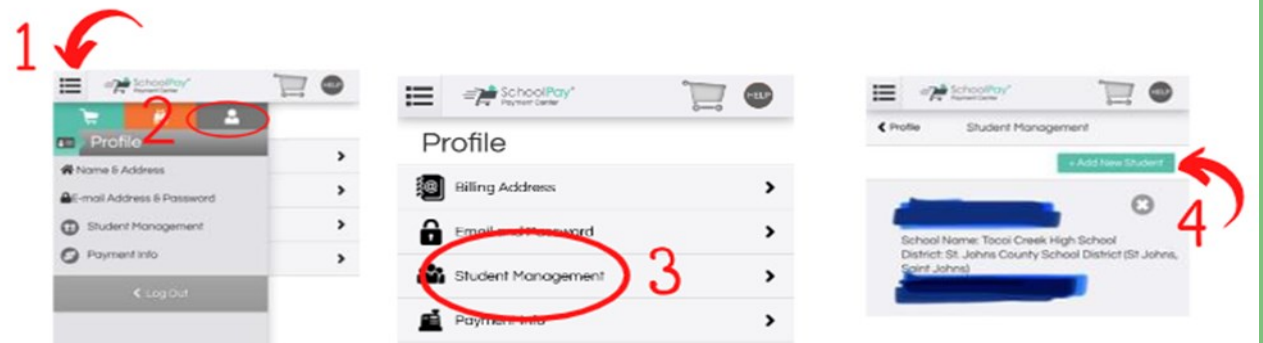 1
SchoolPay
Payment Center
HELP
2
Profile
Name & Address
E-mail Address & Password
Student Management
Payment Info
Log Out
SchoolPay
Payment Center
HELP
Profile
Billing Address
Email and Password
Student Management
3
Payment Info
SchoolPay
Payment Center
HELP
Profile Student Management
+ Add New Student
4
School Name: Tocoi Creek High School
District: St. Johns County School District (St Johns,
Saint Johns)